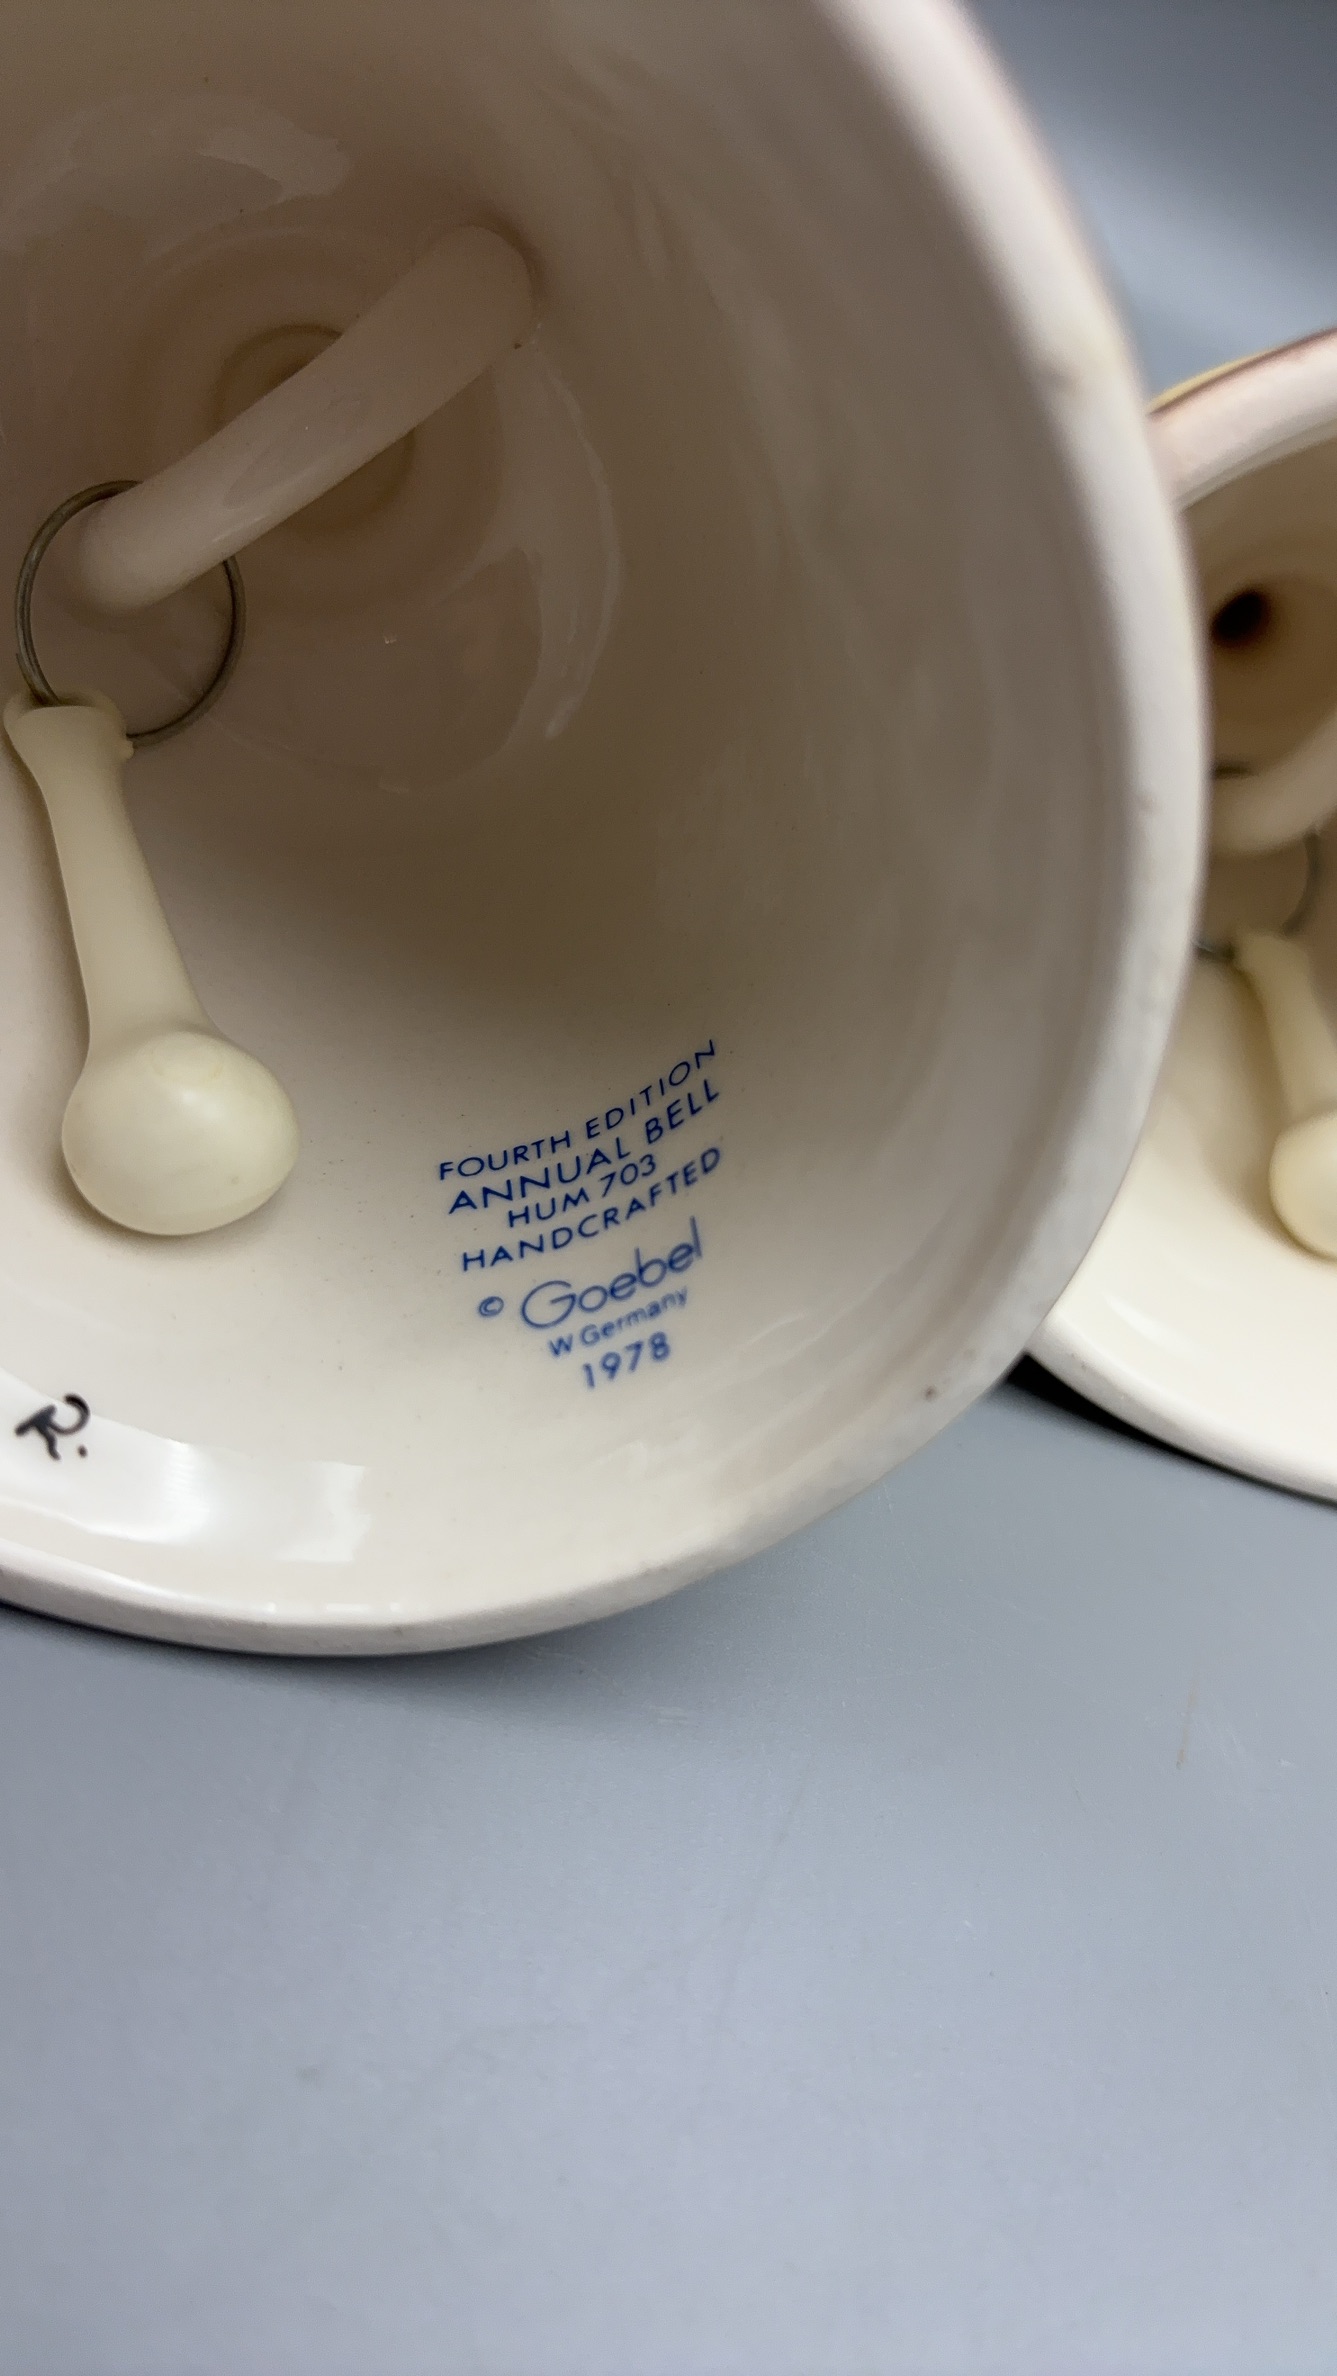 FOURTH EDITION
ANNUAL BELL
HUM 703
HANDCRAFTED
© Goebel
W Germany
1978
R.